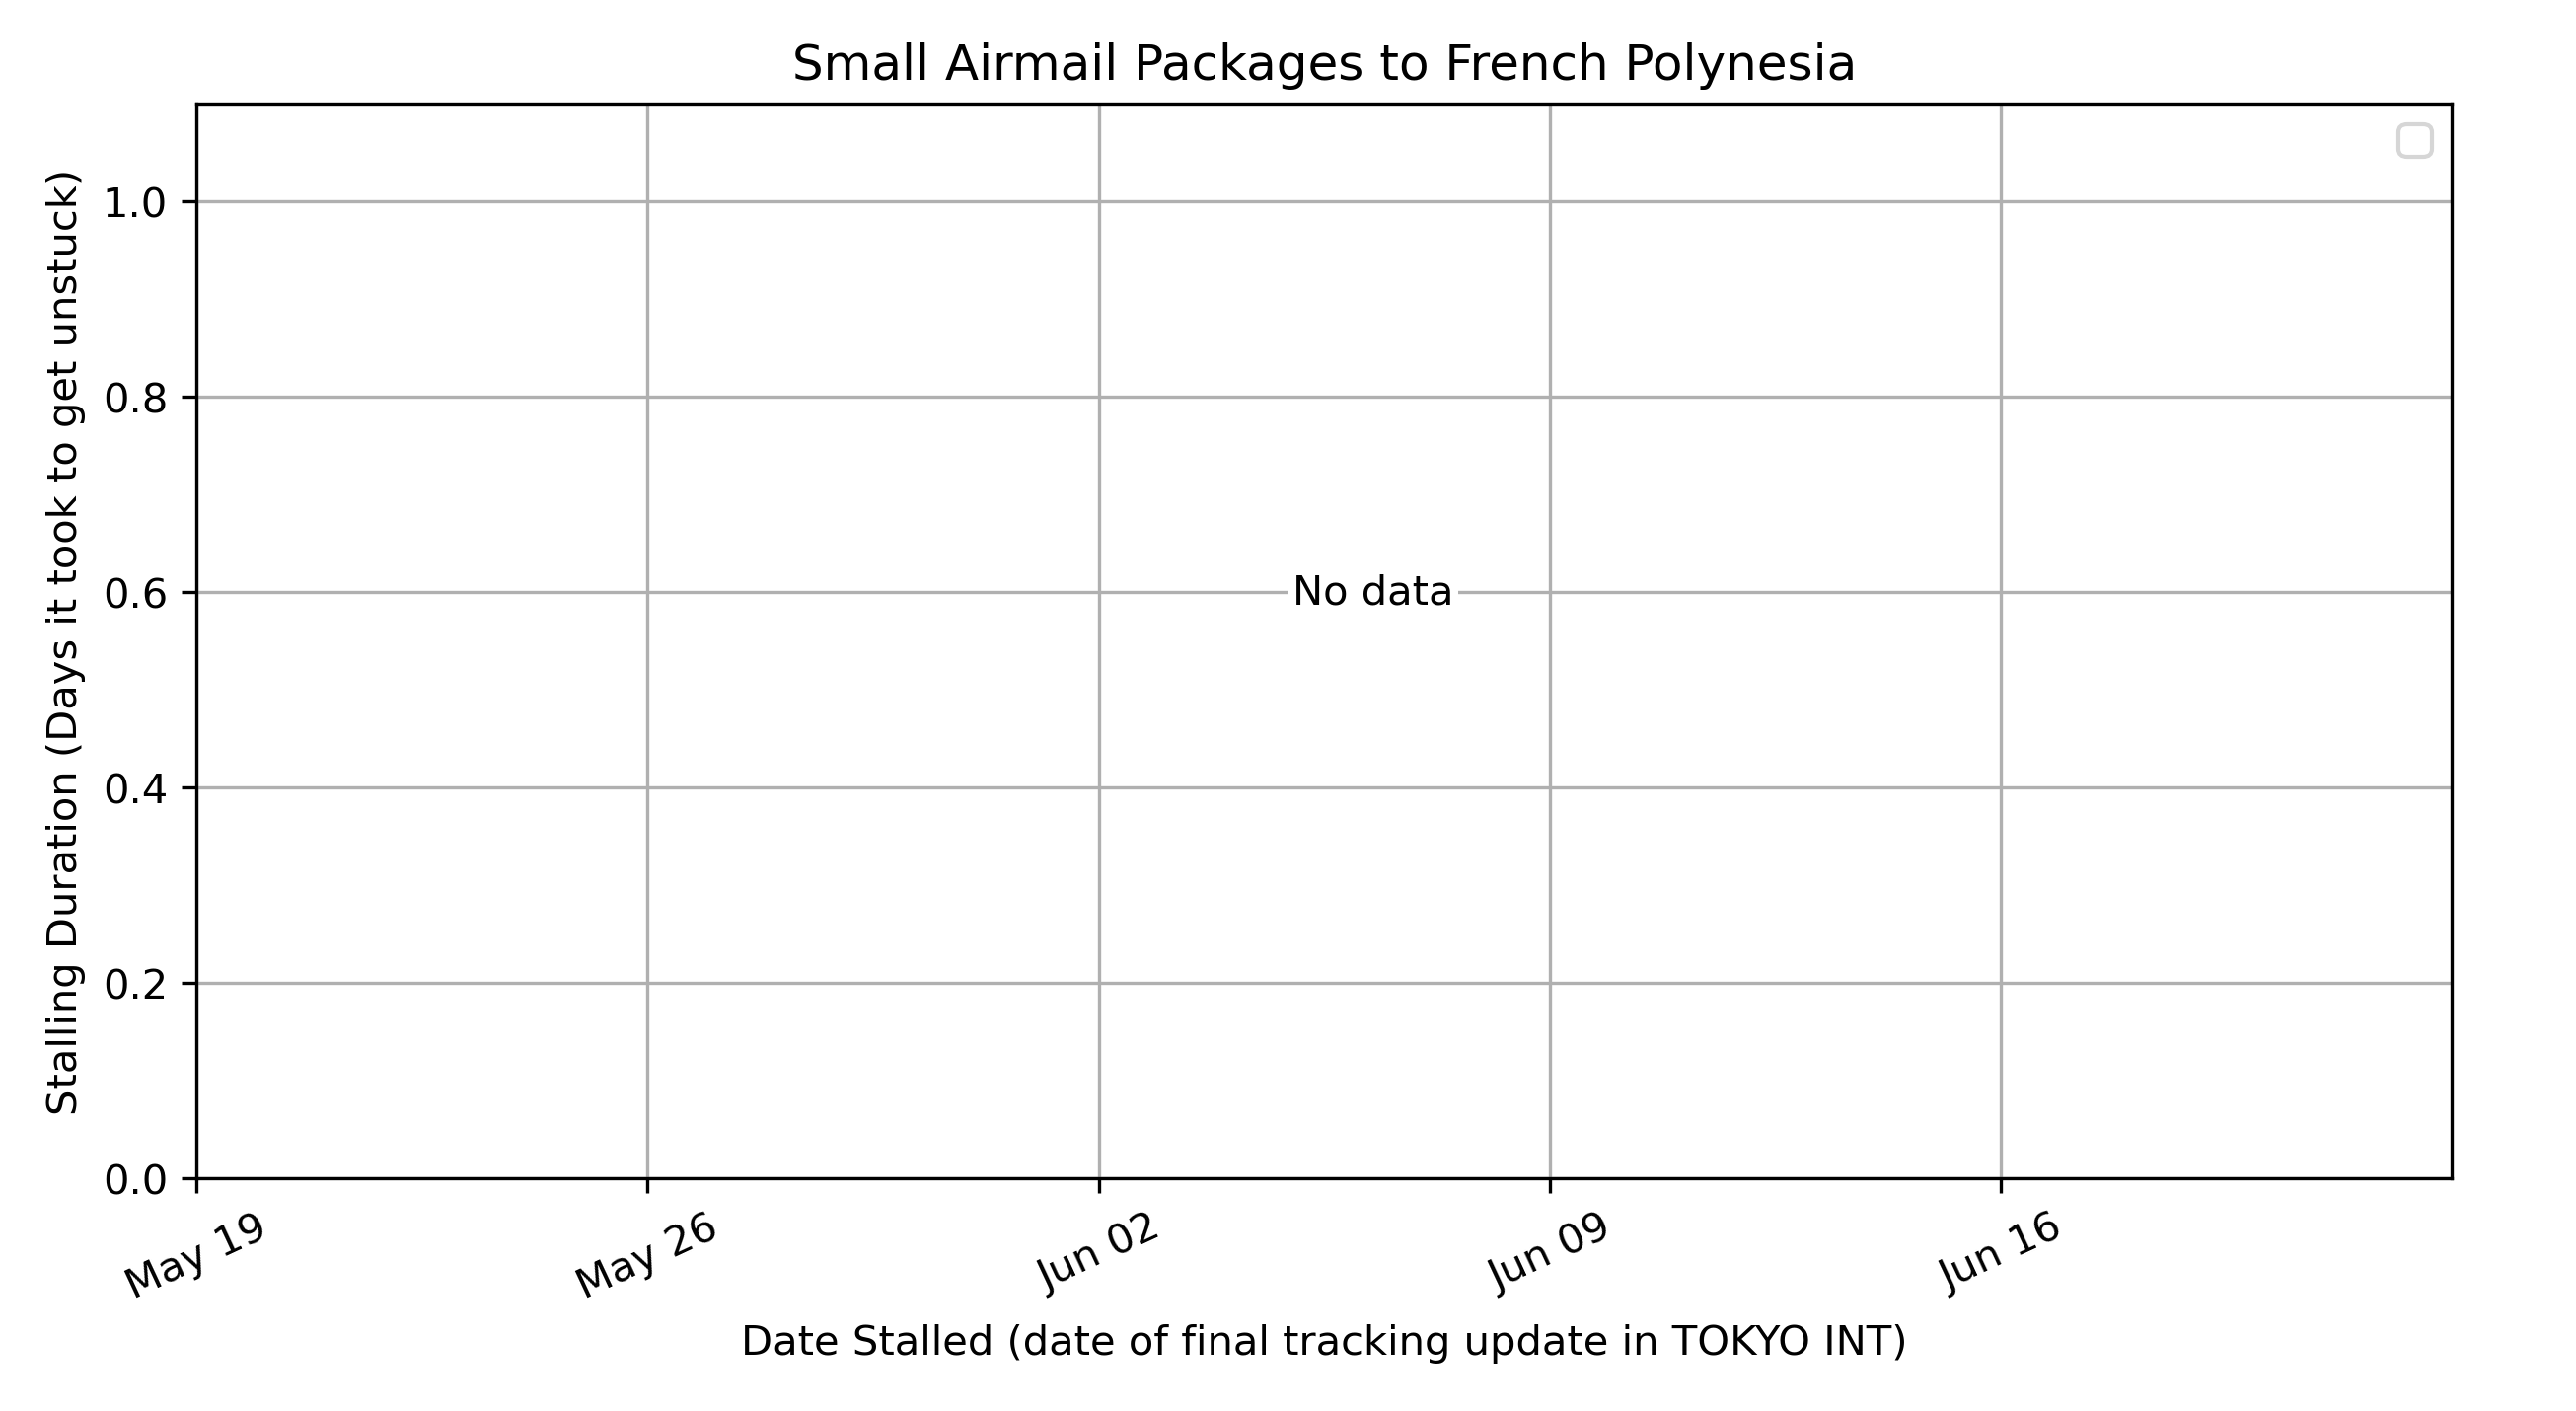 Small Airmail Packages to French Polynesia
Stalling Duration (Days it took to get unstuck)
1.0
0.8
0.6
0.4
0.2
0.0
No data
May 19
May 26
Jun 02
Jun 09
Jun 16
Date Stalled (date of final tracking update in TOKYO INT)